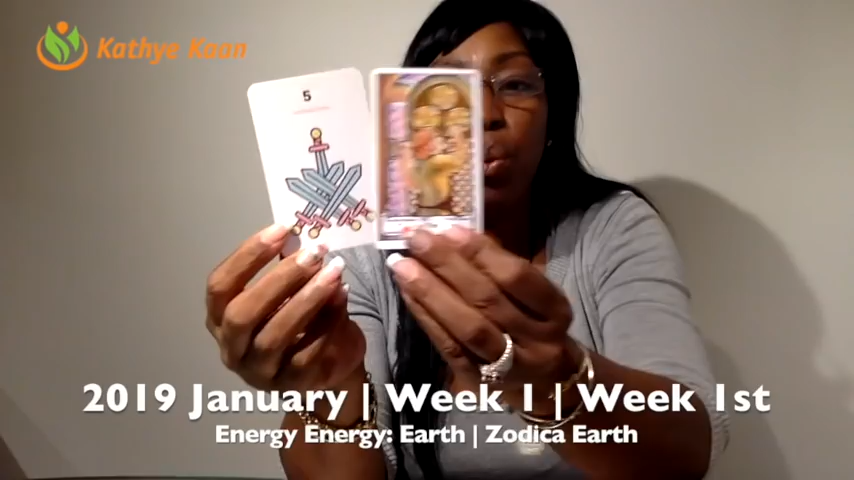 Kathye Kaan
5
2019 January | Week 1 | Week 1st
Energy Energy: Earth | Zodica Earth